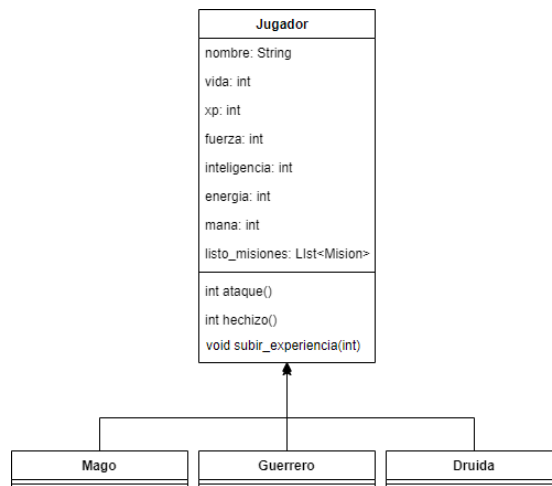 Jugador
nombre: String
vida: int
xp: int
fuerza: int
inteligencia: int
energia: int
mana: int
listo_misiones: LIst<Mision>
int ataque()
int hechizo()
void subir_experiencia(int)
Mago
Guerrero
Druida